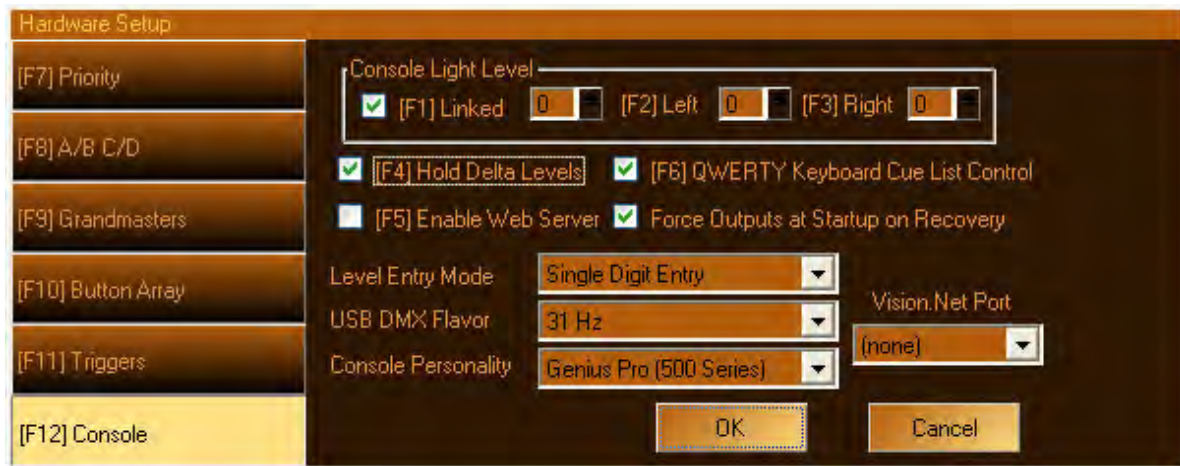 Hardware Setup
[F7] Priority
[F8] A/B C/D
[F9] Grandmasters
[F10] Button Array
[F11] Triggers
[F12] Console
Console Light Level
[F1] Linked 0 [F2] Left 0 [F3] Right 0
[F4] Hold Delta Levels [F6] QWERTY Keyboard Cue List Control
[F5] Enable Web Server Force Outputs at Startup on Recovery
Level Entry Mode Single Digit Entry
USB DMX Flavor 31 Hz
Console Personality Genius Pro (500 Series)
Vision.Net Port
(none)
OK Cancel